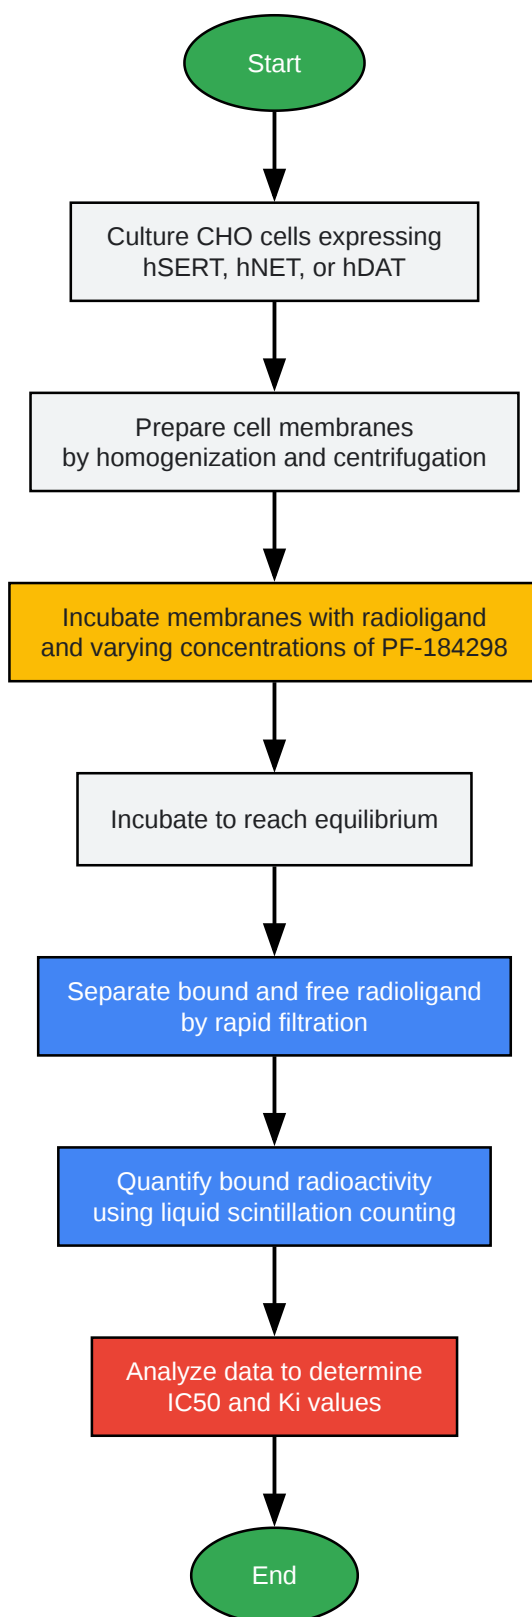 Start
Culture CHO cells expressing
hSERT, hNET, or hDAT
Prepare cell membranes
by homogenization and centrifugation
Incubate membranes with radioligand
and varying concentrations of PF-184298
Incubate to reach equilibrium
Separate bound and free radioligand
by rapid filtration
Quantify bound radioactivity
using liquid scintillation counting
Analyze data to determine
IC50 and Ki values
End